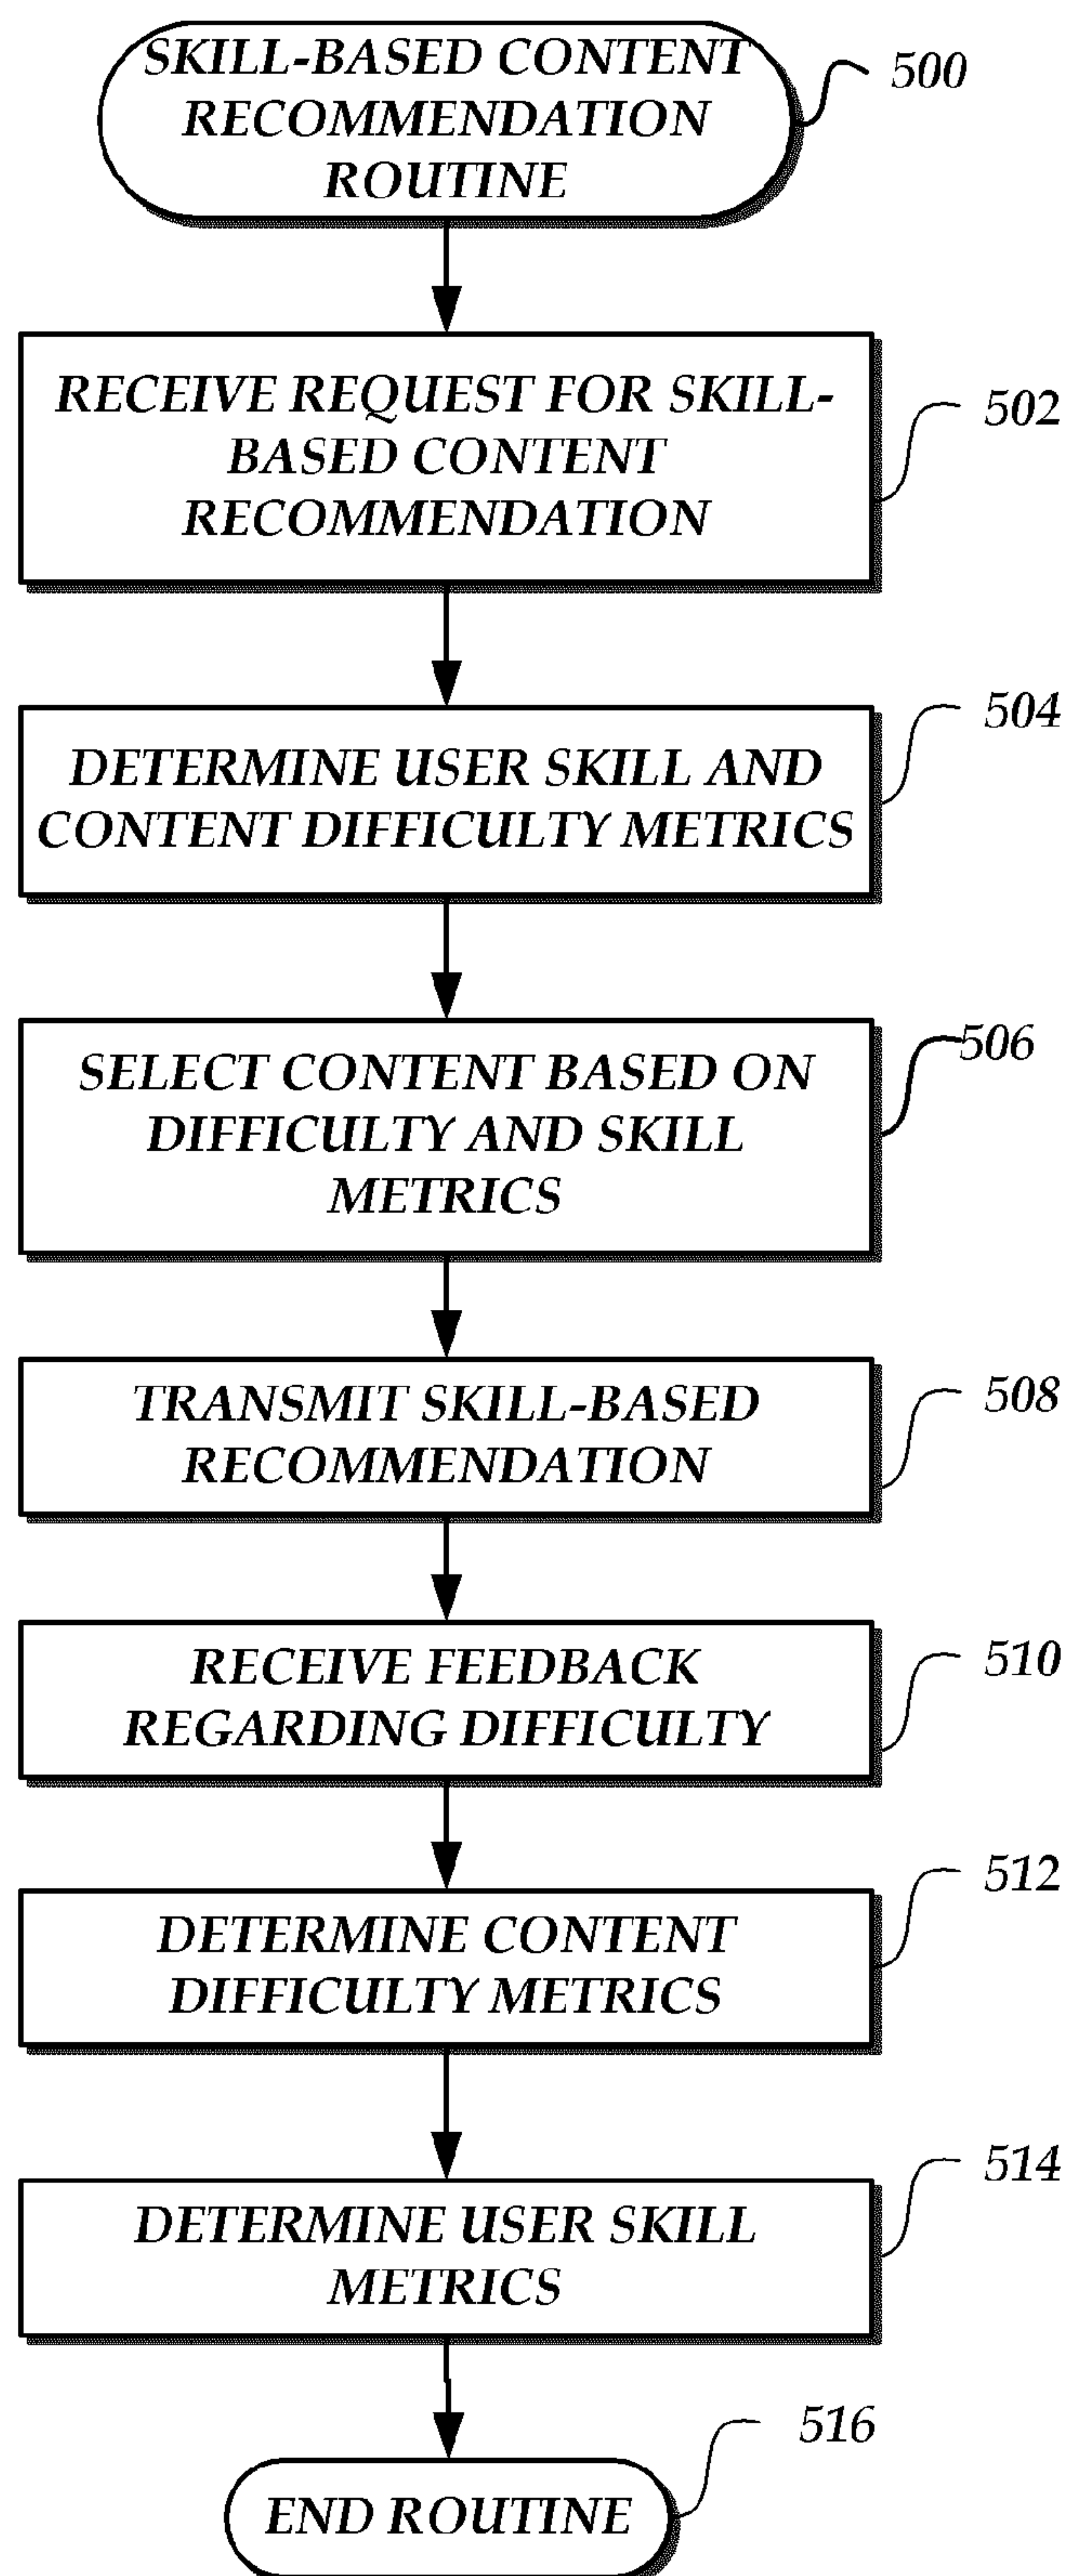 SKILL-BASED CONTENT
RECOMMENDATION
ROUTINE
500
RECEIVE REQUEST FOR SKILL-
BASED CONTENT
RECOMMENDATION
502
DETERMINE USER SKILL AND
CONTENT DIFFICULTY METRICS
504
SELECT CONTENT BASED ON
DIFFICULTY AND SKILL
METRICS
506
TRANSMIT SKILL-BASED
RECOMMENDATION
508
RECEIVE FEEDBACK
REGARDING DIFFICULTY
510
DETERMINE CONTENT
DIFFICULTY METRICS
512
DETERMINE USER SKILL
METRICS
514
END ROUTINE
516